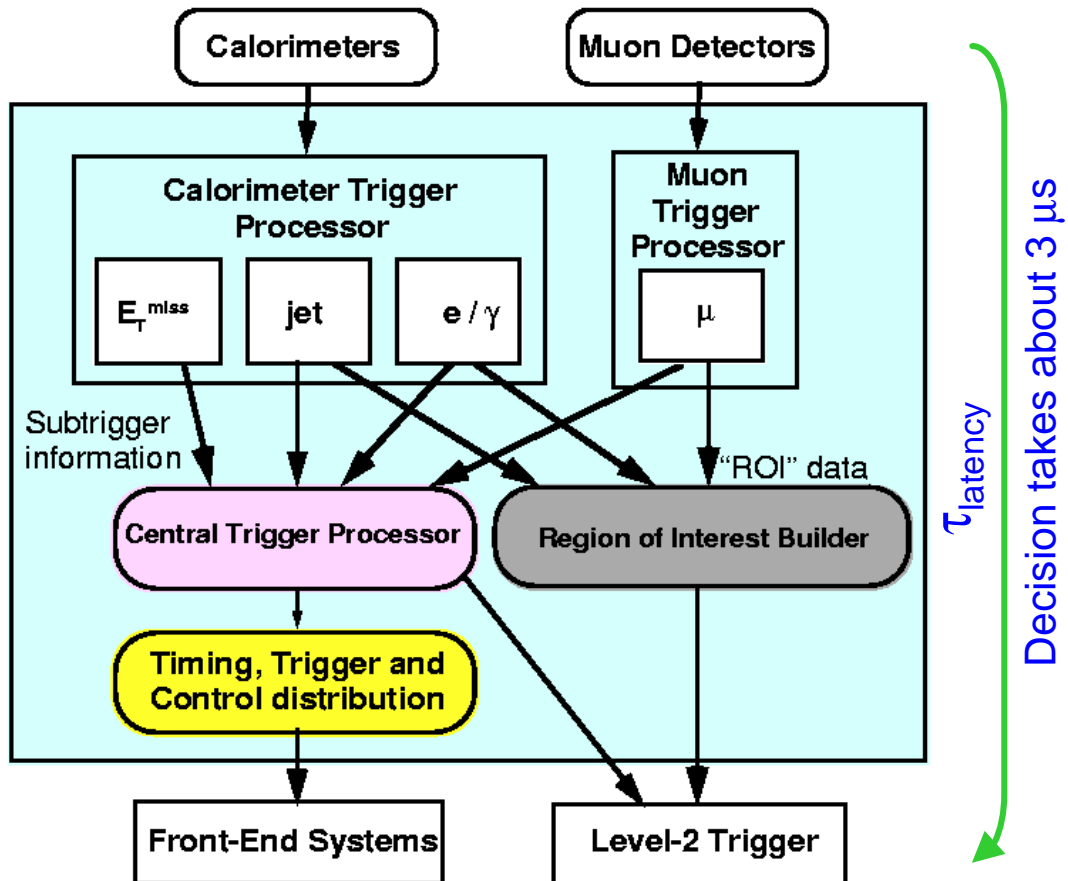 Calorimeters
Muon Detectors
Calorimeter Trigger
Processor
Muon
Trigger
Processor
E_T^miss
jet
e / γ
μ
Subtrigger
information
“ROI” data
Central Trigger Processor
Region of Interest Builder
Timing, Trigger and
Control distribution
Front-End Systems
Level-2 Trigger
τ_latency
Decision takes about 3 μs